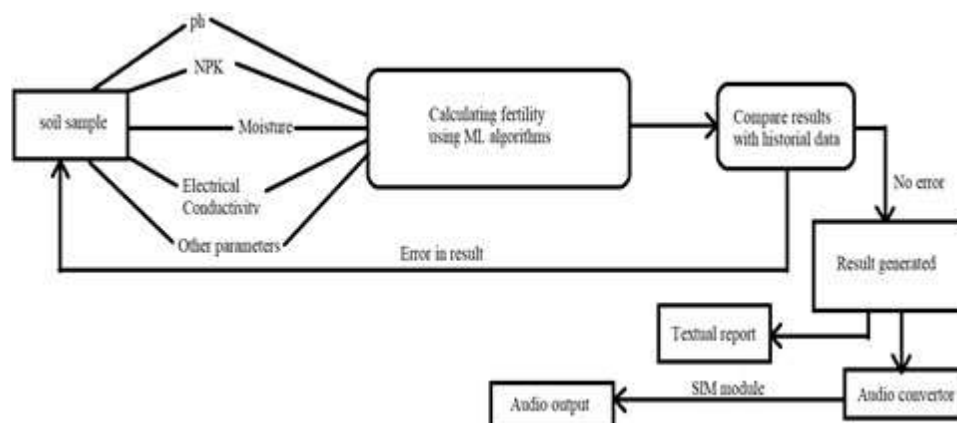 ph
NPK
soil sample
Moisture
Electrical
Conductivity
Other parameters
Calculating fertility
using ML algorithms
Compare results
with historial data
No error
Error in result
Result generated
Textual report
SIM module
Audio convertor
Audio output